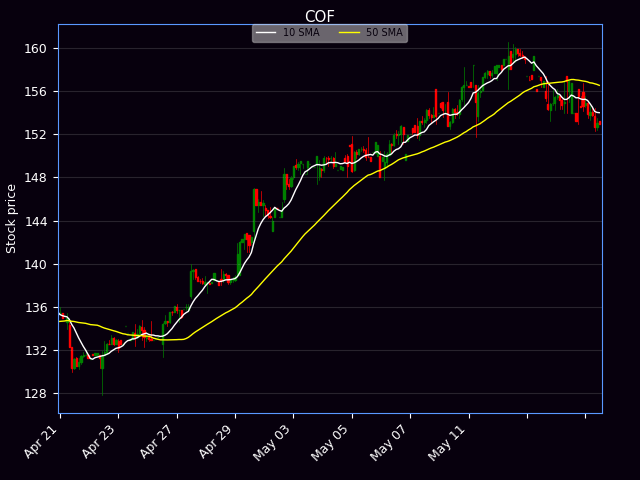 COF
10 SMA
50 SMA
Stock price
160
156
152
148
144
140
136
132
128
Apr 21
Apr 23
Apr 27
Apr 29
May 03
May 05
May 07
May 11